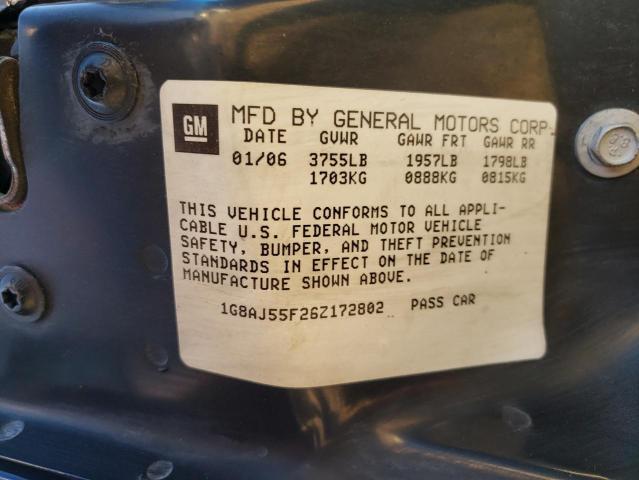 GM MFD BY GENERAL MOTORS CORP.
DATE GVWR GAWR FRT GAWR RR
01/06 3755LB 1957LB 1798LB
1703KG 0888KG 0815KG
THIS VEHICLE CONFORMS TO ALL APPLI-
CABLE U.S. FEDERAL MOTOR VEHICLE
SAFETY, BUMPER, AND THEFT PREVENTION
STANDARDS IN EFFECT ON THE DATE OF
MANUFACTURE SHOWN ABOVE.
1G8AJ55F26Z172802 PASS CAR